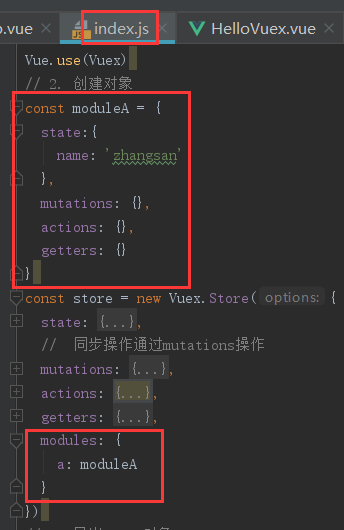 .vue index.js HelloVuex.vue
Vue.use(Vuex)
// 2. 创建对象
const moduleA = {
state:{
name: 'zhangsan'
},
mutations: {},
actions: {},
getters: {}
}
const store = new Vuex.Store( options: {
state: {...},
// 同步操作通过mutations操作
mutations: {...},
actions: {...},
getters: {...},
modules: {
a: moduleA
}
})